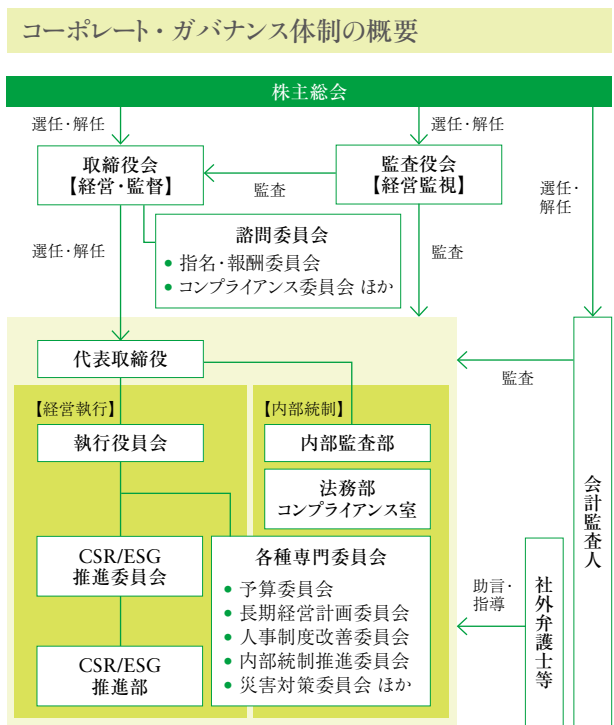 コーポレート・ガバナンス体制の概要
株主総会
選任・解任
選任・解任
取締役会
【経営・監督】
監査
監査役会
【経営監視】
選任・
解任
諮問委員会
• 指名・報酬委員会
• コンプライアンス委員会 ほか
選任・解任
監査
代表取締役
監査
【経営執行】
【内部統制】
執行役員会
内部監査部
法務部
コンプライアンス室
会計監査人
CSR/ESG
推進委員会
各種専門委員会
• 予算委員会
• 長期経営計画委員会
• 人事制度改善委員会
• 内部統制推進委員会
• 災害対策委員会 ほか
助言・
指導
社外弁護士等
CSR/ESG
推進部